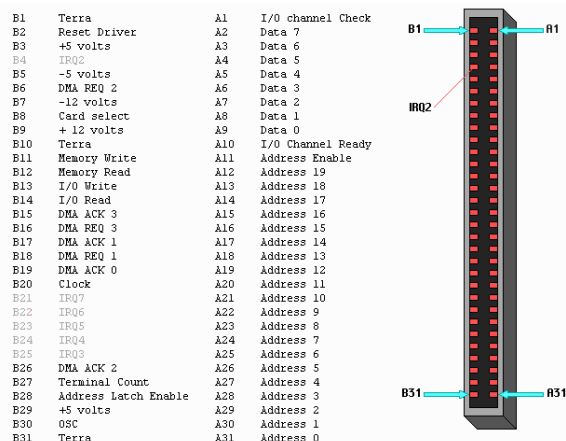 B1 Terra A1 I/O channel Check
B2 Reset Driver A2 Data 7
B3 +5 volts A3 Data 6
B4 IRQ2 A4 Data 5
B5 -5 volts A5 Data 4
B6 DMA REQ 2 A6 Data 3
B7 -12 volts A7 Data 2
B8 Card select A8 Data 1
B9 + 12 volts A9 Data 0
B10 Terra A10 I/O Channel Ready
B11 Memory Write A11 Address Enable
B12 Memory Read A12 Address 19
B13 I/O Write A13 Address 18
B14 I/O Read A14 Address 17
B15 DMA ACK 3 A15 Address 16
B16 DMA REQ 3 A16 Address 15
B17 DMA ACK 1 A17 Address 14
B18 DMA REQ 1 A18 Address 13
B19 DMA ACK 0 A19 Address 12
B20 Clock A20 Address 11
B21 IRQ7 A21 Address 10
B22 IRQ6 A22 Address 9
B23 IRQ5 A23 Address 8
B24 IRQ4 A24 Address 7
B25 IRQ3 A25 Address 6
B26 DMA ACK 2 A26 Address 5
B27 Terminal Count A27 Address 4
B28 Address Latch Enable A28 Address 3
B29 +5 volts A29 Address 2
B30 OSC A30 Address 1
B31 Terra A31 Address 0
B1 A1
IRQ2
B31 A31